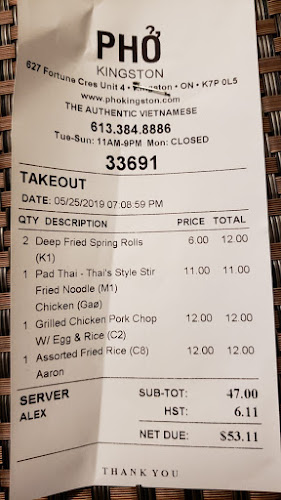 PHỞ
KINGSTON
627 Fortune Cres Unit 4 • Kingston • ON • K7P 0L5
www.phokingston.com
THE AUTHENTIC VIETNAMESE
613.384.8886
Tue-Sun: 11AM-9PM Mon: CLOSED
33691
TAKEOUT
DATE: 05/25/2019 07:08:59 PM
QTY DESCRIPTION PRICE TOTAL
2 Deep Fried Spring Rolls 6.00 12.00
(K1)
1 Pad Thai - Thai's Style Stir 11.00 11.00
Fried Noodle (M1)
Chicken (Gaø)
1 Grilled Chicken Pork Chop 12.00 12.00
W/ Egg & Rice (C2)
1 Assorted Fried Rice (C8) 12.00 12.00
Aaron
SERVER SUB-TOT: 47.00
ALEX HST: 6.11
NET DUE: $53.11
THANK YOU